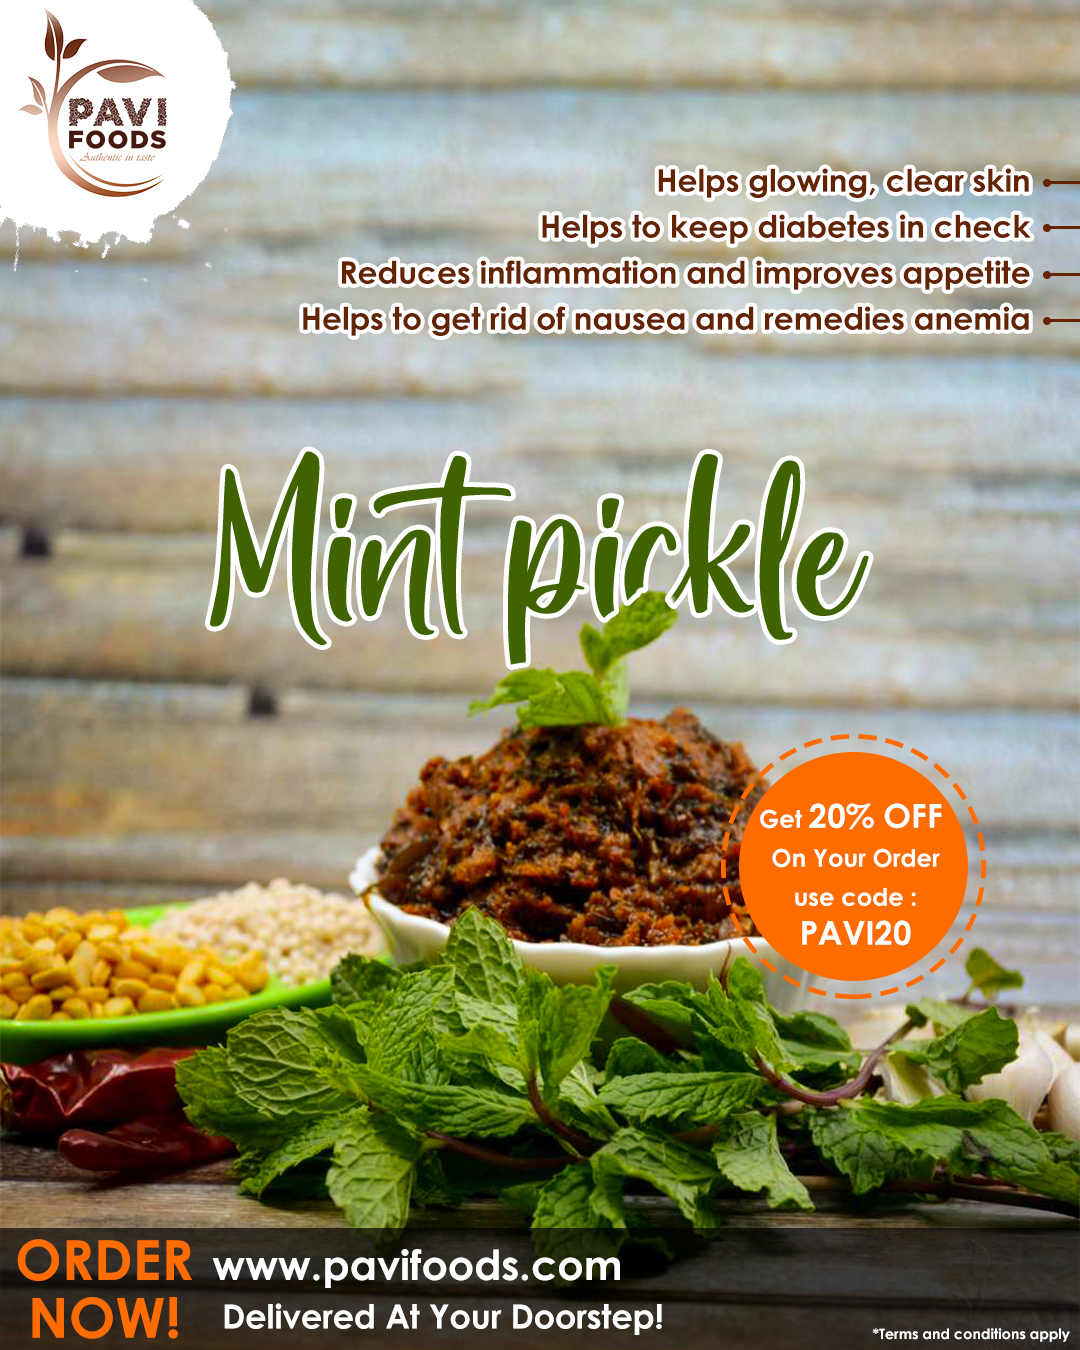 PAVI
FOODS
Authentic in taste
Helps glowing, clear skin
Helps to keep diabetes in check
Reduces inflammation and improves appetite
Helps to get rid of nausea and remedies anemia
Mint pickle
Get 20% OFF
On Your Order
use code :
PAVI20
ORDER
NOW!
www.pavifoods.com
Delivered At Your Doorstep!
*Terms and conditions apply